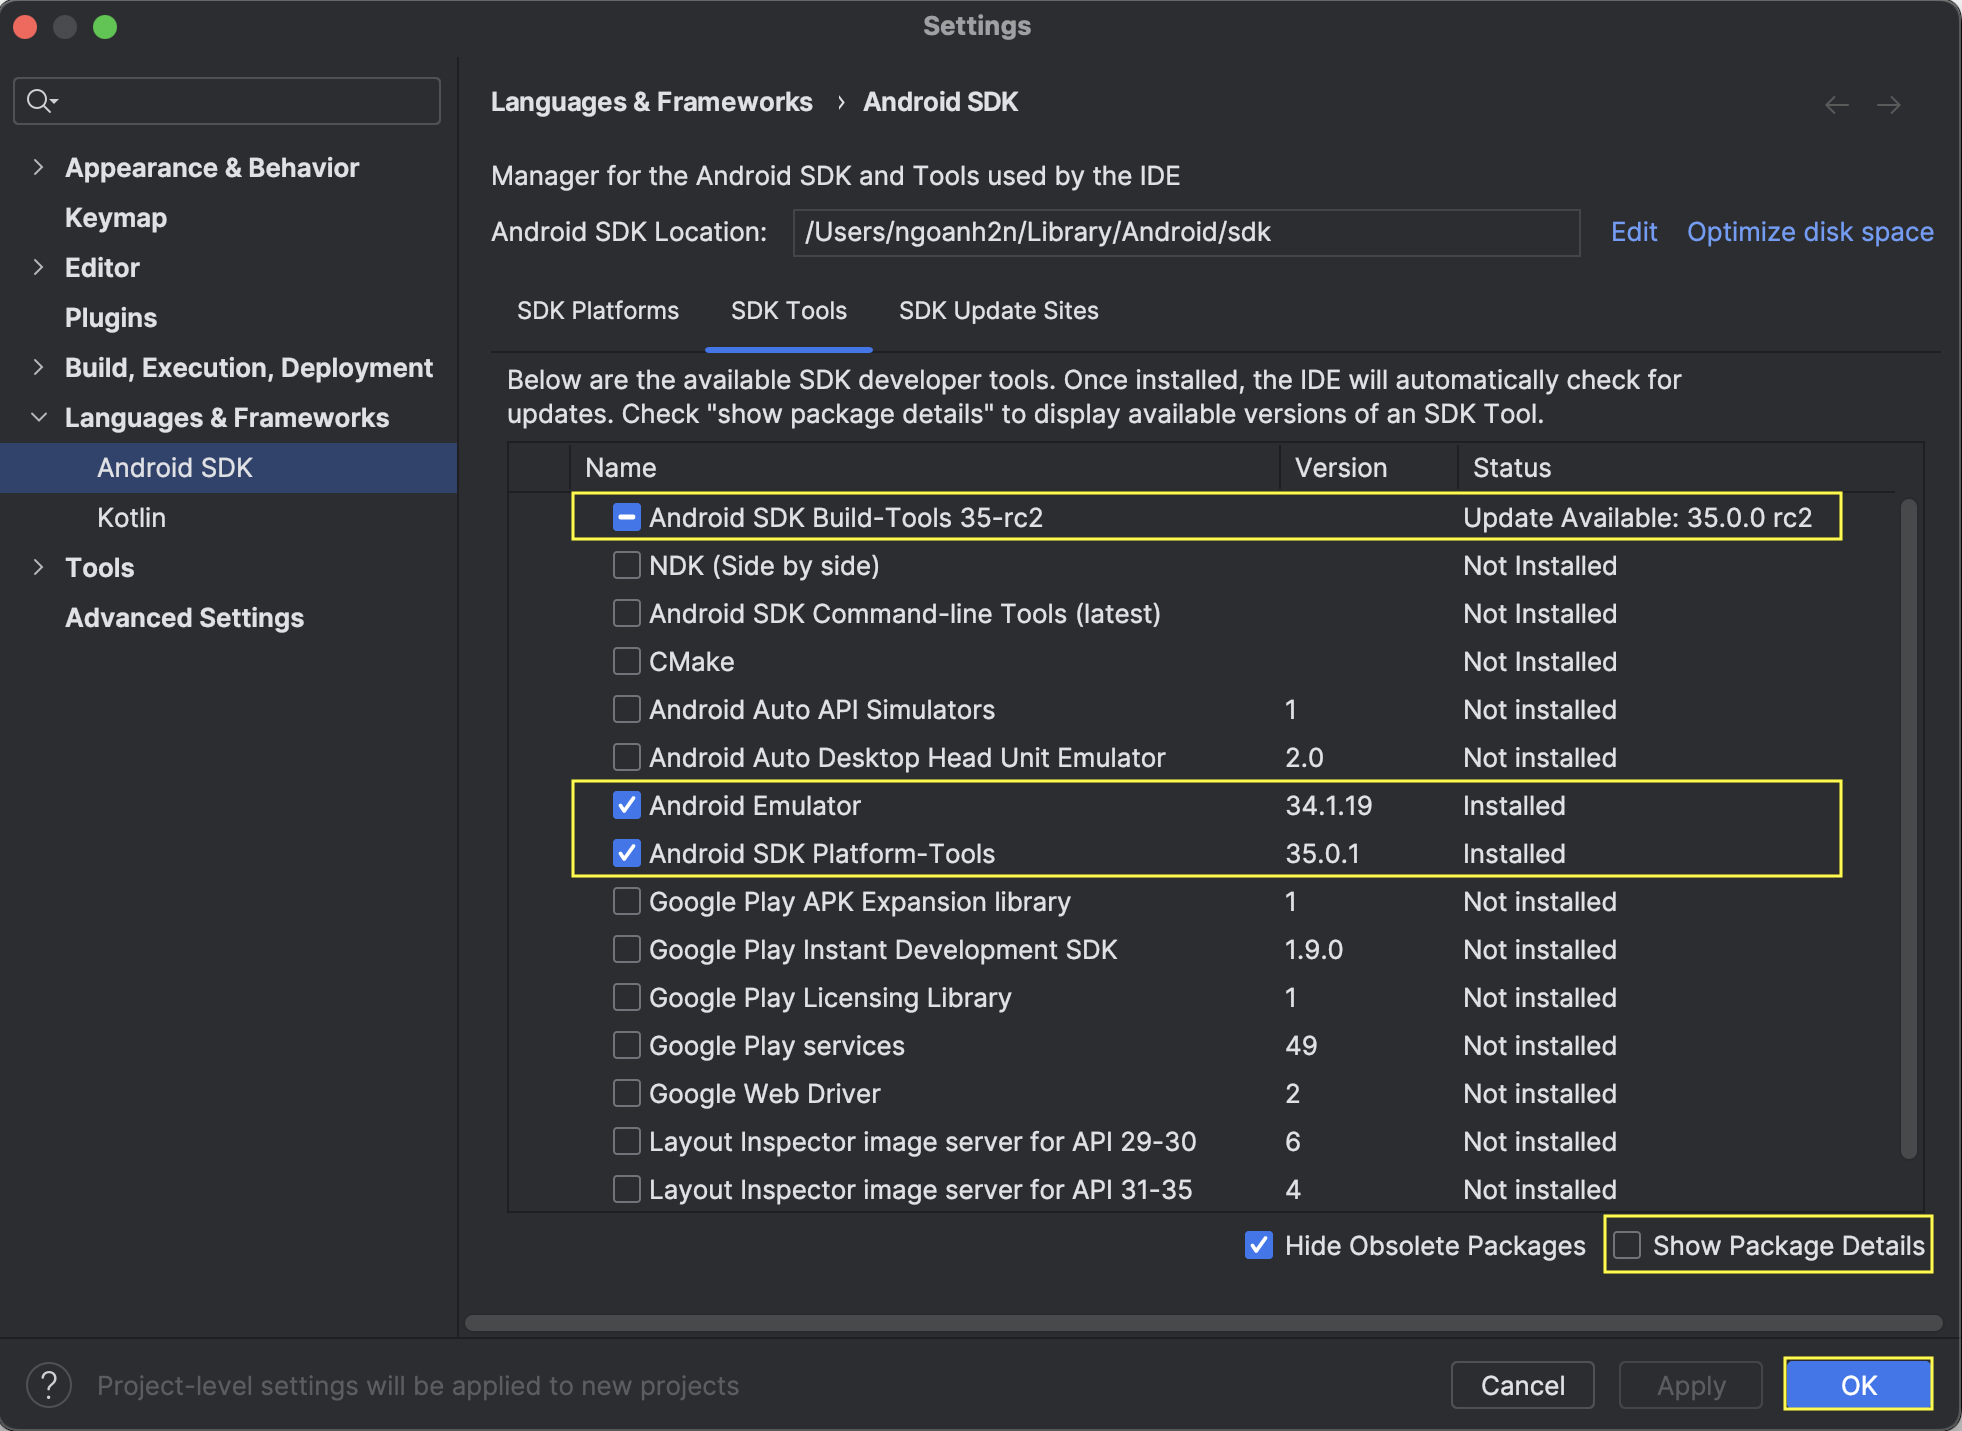 Settings
Appearance & Behavior
Keymap
Editor
Plugins
Build, Execution, Deployment
Languages & Frameworks
Android SDK
Kotlin
Tools
Advanced Settings
Languages & Frameworks › Android SDK
Manager for the Android SDK and Tools used by the IDE
Android SDK Location: /Users/ngoanh2n/Library/Android/sdk Edit Optimize disk space
SDK Platforms SDK Tools SDK Update Sites
Below are the available SDK developer tools. Once installed, the IDE will automatically check for
updates. Check "show package details" to display available versions of an SDK Tool.
Name Version Status
Android SDK Build-Tools 35-rc2 Update Available: 35.0.0 rc2
NDK (Side by side) Not Installed
Android SDK Command-line Tools (latest) Not Installed
CMake Not Installed
Android Auto API Simulators 1 Not installed
Android Auto Desktop Head Unit Emulator 2.0 Not installed
Android Emulator 34.1.19 Installed
Android SDK Platform-Tools 35.0.1 Installed
Google Play APK Expansion library 1 Not installed
Google Play Instant Development SDK 1.9.0 Not installed
Google Play Licensing Library 1 Not installed
Google Play services 49 Not installed
Google Web Driver 2 Not installed
Layout Inspector image server for API 29-30 6 Not installed
Layout Inspector image server for API 31-35 4 Not installed
Hide Obsolete Packages Show Package Details
? Project-level settings will be applied to new projects Cancel Apply OK